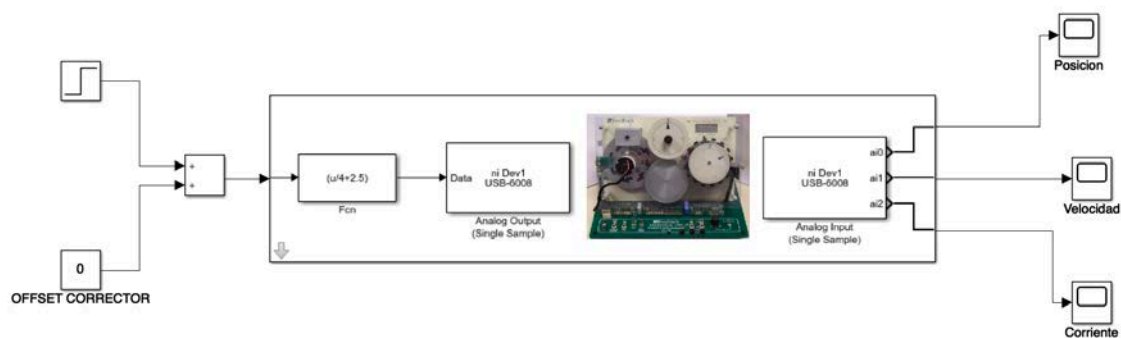 Posicion
+
+
(u/4+2.5)
Fcn
Data
ni Dev1
USB-6008
Analog Output
(Single Sample)
ni Dev1
USB-6008
ai0
ai1
ai2
Analog Input
(Single Sample)
Velocidad
0
OFFSET CORRECTOR
Corriente